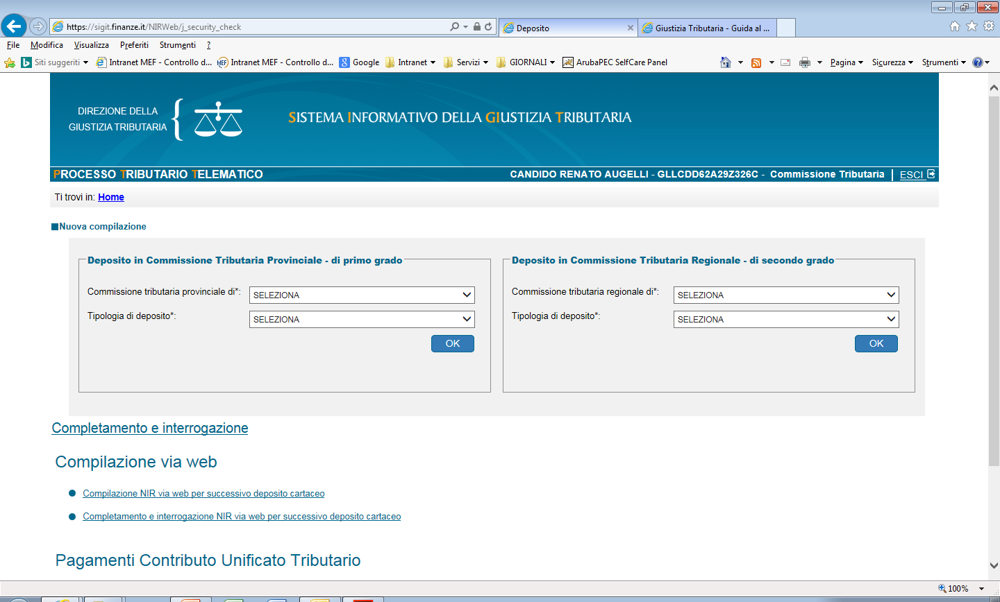 https://sigit.finanze.it/NIRWeb/j_security_check
Deposito
Giustizia Tributaria - Guida al ...
File Modifica Visualizza Preferiti Strumenti ?
Siti suggeriti Intranet MEF - Controllo d... Intranet MEF - Controllo d... Google Intranet Servizi GIORNALI ArubaPEC SelfCare Panel Pagina Sicurezza Strumenti
DIREZIONE DELLA
GIUSTIZIA TRIBUTARIA
SISTEMA INFORMATIVO DELLA GIUSTIZIA TRIBUTARIA
PROCESSO TRIBUTARIO TELEMATICO
CANDIDO RENATO AUGELLI - GLLCDD62A29Z326C - Commissione Tributaria | ESCI
Ti trovi in: Home
Nuova compilazione
Deposito in Commissione Tributaria Provinciale - di primo grado
Commissione tributaria provinciale di*: SELEZIONA
Tipologia di deposito*: SELEZIONA
OK
Deposito in Commissione Tributaria Regionale - di secondo grado
Commissione tributaria regionale di*: SELEZIONA
Tipologia di deposito*: SELEZIONA
OK
Completamento e interrogazione
Compilazione via web
Compilazione NIR via web per successivo deposito cartaceo
Completamento e interrogazione NIR via web per successivo deposito cartaceo
Pagamenti Contributo Unificato Tributario
100%